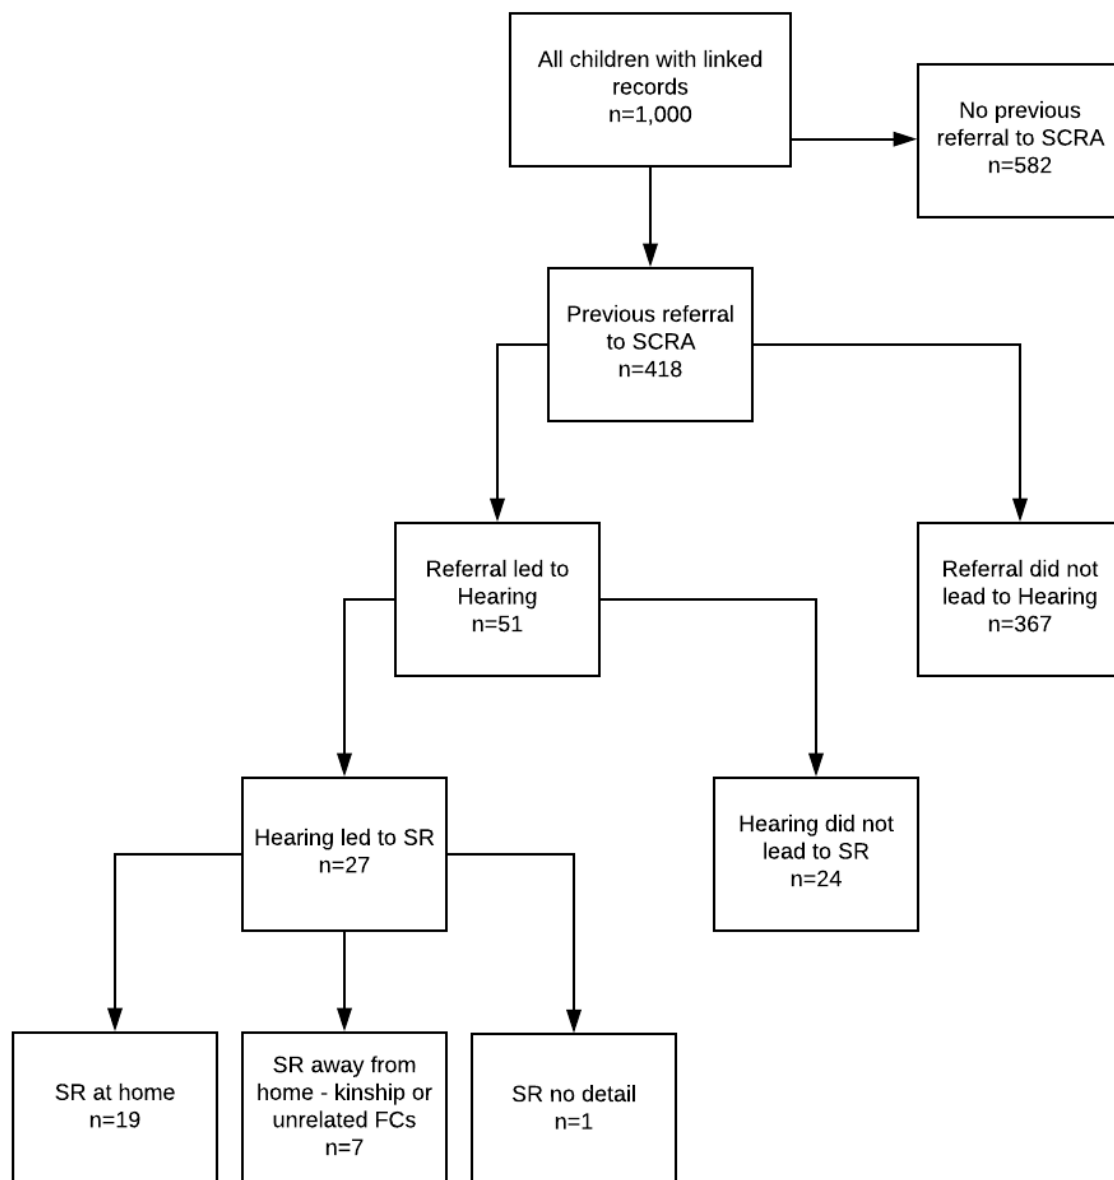 All children with linked
records
n=1,000
No previous
referral to SCRA
n=582
Previous referral
to SCRA
n=418
Referral led to
Hearing
n=51
Referral did not
lead to Hearing
n=367
Hearing led to SR
n=27
Hearing did not
lead to SR
n=24
SR at home
n=19
SR away from
home - kinship or
unrelated FCs
n=7
SR no detail
n=1